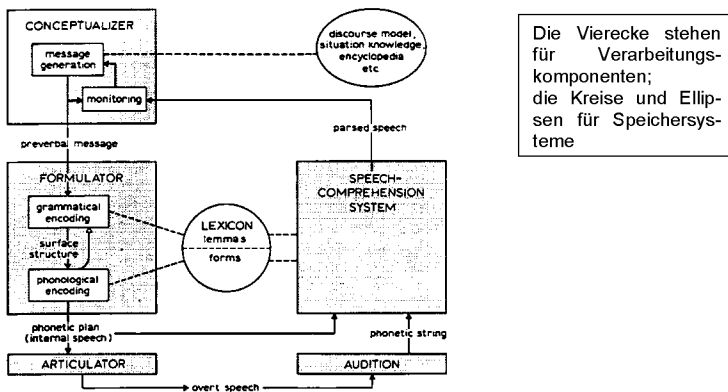 CONCEPTUALIZER
message
generation
monitoring
discourse model,
situation knowledge,
encyclopedia
etc
parsed speech
preverbal message
FORMULATOR
grammatical
encoding
surface
structure
phonological
encoding
LEXICON
lemmas
forms
SPEECH-
COMPREHENSION
SYSTEM
phonetic plan
(internal speech)
phonetic string
ARTICULATOR
AUDITION
overt speech
Die Vierecke stehen
für Verarbeitungs-
komponenten;
die Kreise und Ellip-
sen für Speichersys-
teme